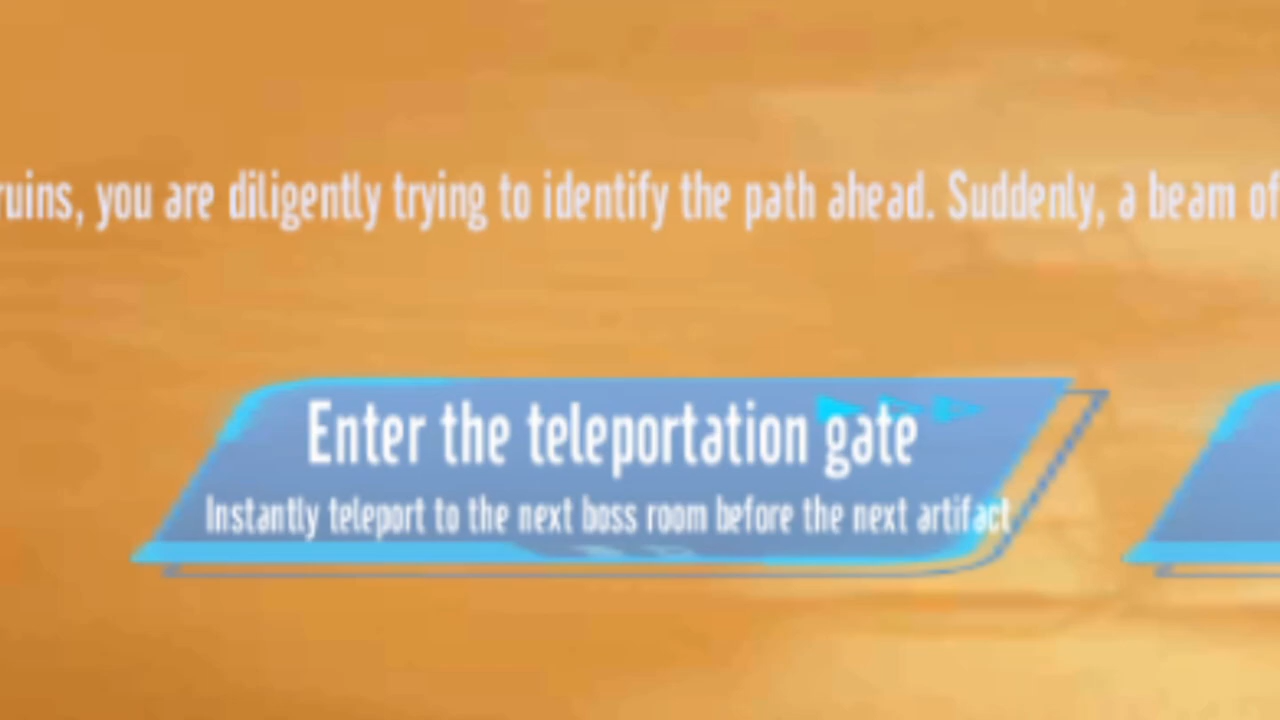 ruins, you are diligently trying to identify the path ahead. Suddenly, a beam of
Enter the teleportation gate
Instantly teleport to the next boss room before the next artifact